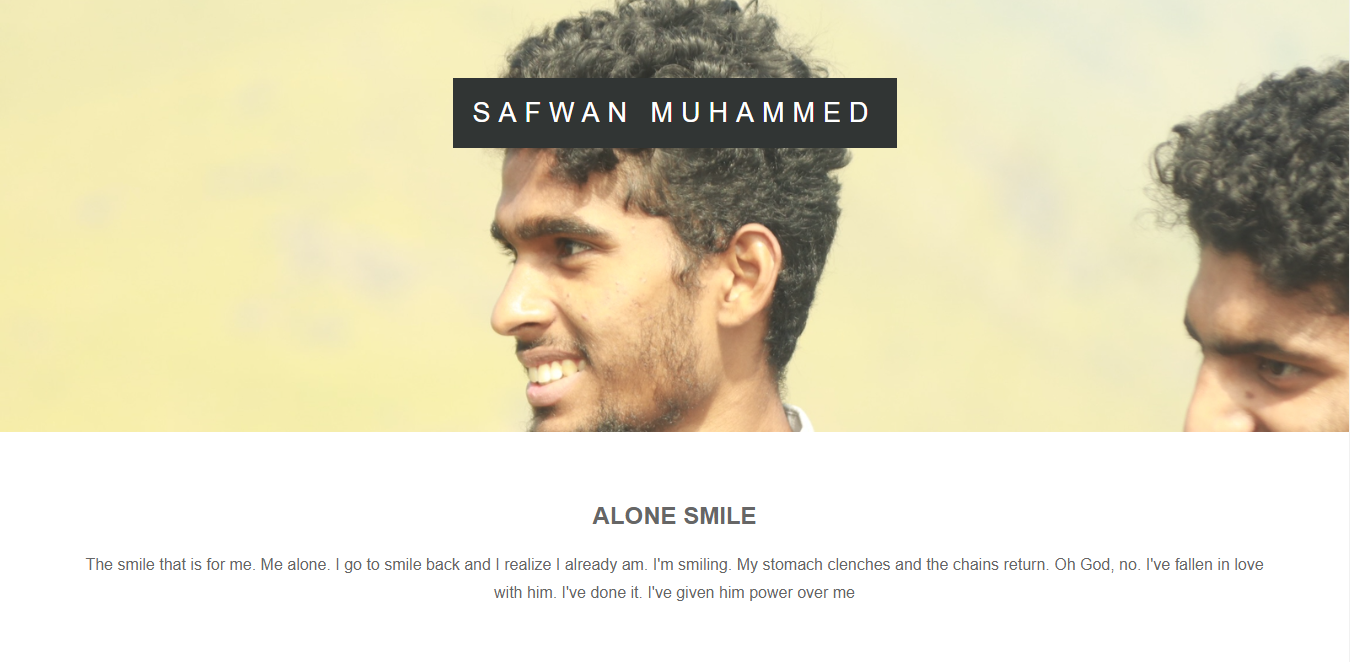 SAFWAN MUHAMMED
ALONE SMILE
The smile that is for me. Me alone. I go to smile back and I realize I already am. I'm smiling. My stomach clenches and the chains return. Oh God, no. I've fallen in love
with him. I've done it. I've given him power over me